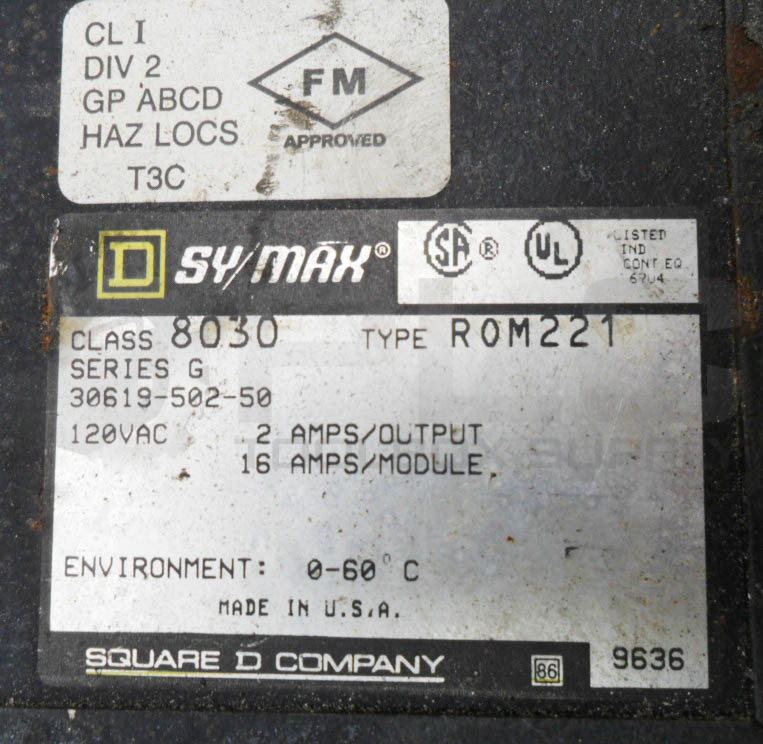 CL I
DIV 2
GP ABCD
HAZ LOCS
T3C
FM
APPROVED
D SY/MAX®
SA ®
UL
LISTED
IND
CONT EQ
67U4
CLASS 8030 TYPE ROM221
SERIES G
30619-502-50
120VAC 2 AMPS/OUTPUT
16 AMPS/MODULE
ENVIRONMENT: 0-60° C
MADE IN U.S.A.
SQUARE D COMPANY
86
9636